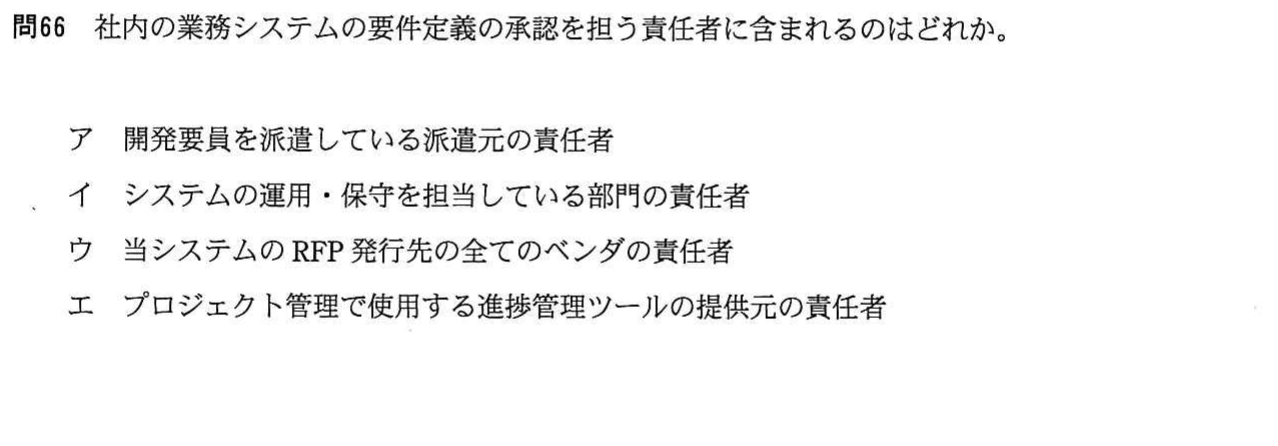 問66 社内の業務システムの要件定義の承認を担う責任者に含まれるのはどれか。
ア 開発要員を派遣している派遣元の責任者
イ システムの運用・保守を担当している部門の責任者
ウ 当システムの RFP 発行先の全てのベンダの責任者
エ プロジェクト管理で使用する進捗管理ツールの提供元の責任者